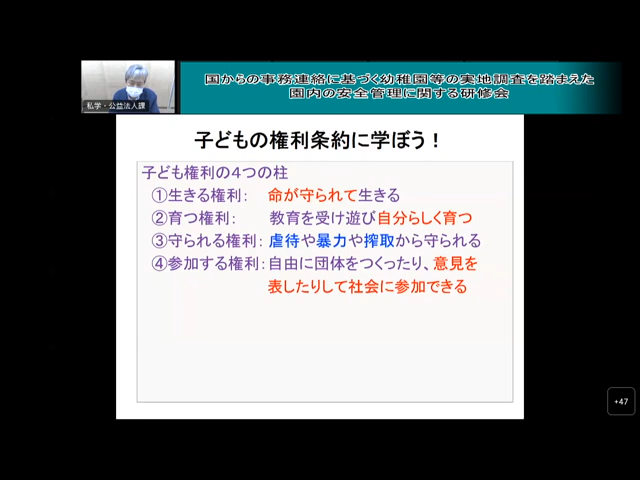 国からの事務連絡に基づく幼稚園等の実地調査を踏まえた
園内の安全管理に関する研修会
私学・公益法人課
子どもの権利条約に学ぼう！
子ども権利の４つの柱
①生きる権利： 命が守られて生きる
②育つ権利： 教育を受け遊び自分らしく育つ
③守られる権利：虐待や暴力や搾取から守られる
④参加する権利：自由に団体をつくったり、意見を
表したりして社会に参加できる
+47